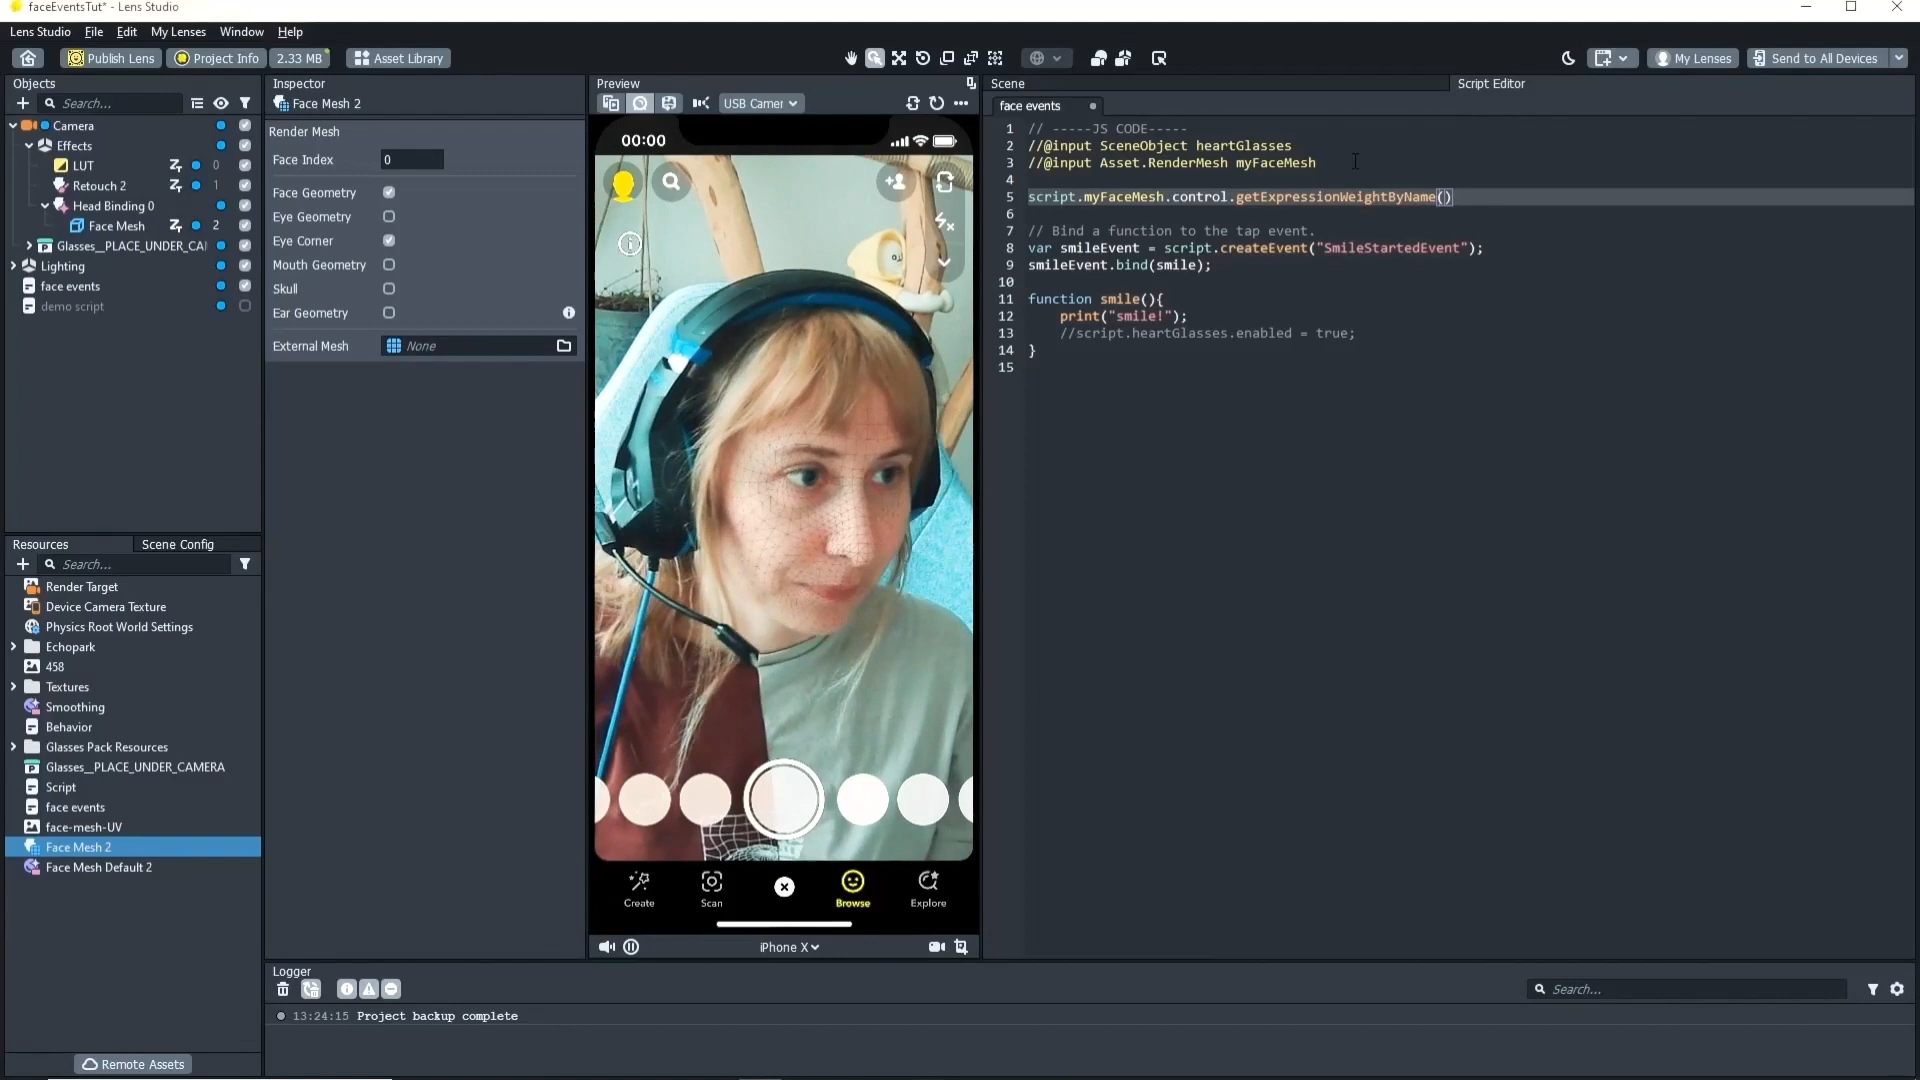 faceEventsTut* - Lens Studio
Lens Studio File Edit My Lenses Window Help
Publish Lens Project Info 2.33 MB Asset Library My Lenses Send to All Devices
Objects
Search...
Camera
Effects
LUT 0
Retouch 2 1
Head Binding 0
Face Mesh 2
Glasses__PLACE_UNDER_CAI
Lighting
face events
demo script
Resources Scene Config
Search...
Render Target
Device Camera Texture
Physics Root World Settings
Echopark
458
Textures
Smoothing
Behavior
Glasses Pack Resources
Glasses__PLACE_UNDER_CAMERA
Script
face events
face-mesh-UV
Face Mesh 2
Face Mesh Default 2
Remote Assets
Inspector
Face Mesh 2
Render Mesh
Face Index 0
Face Geometry
Eye Geometry
Eye Corner
Mouth Geometry
Skull
Ear Geometry
External Mesh None
Preview
USB Camer
00:00
Create Scan Browse Explore
iPhone X
Scene Script Editor
face events
1 // -----JS CODE-----
2 //@input SceneObject heartGlasses
3 //@input Asset.RenderMesh myFaceMesh
4
5 script.myFaceMesh.control.getExpressionWeightByName()
6
7 // Bind a function to the tap event.
8 var smileEvent = script.createEvent("SmileStartedEvent");
9 smileEvent.bind(smile);
10
11 function smile(){
12 print("smile!");
13 //script.heartGlasses.enabled = true;
14 }
15
Logger
Search...
13:24:15 Project backup complete